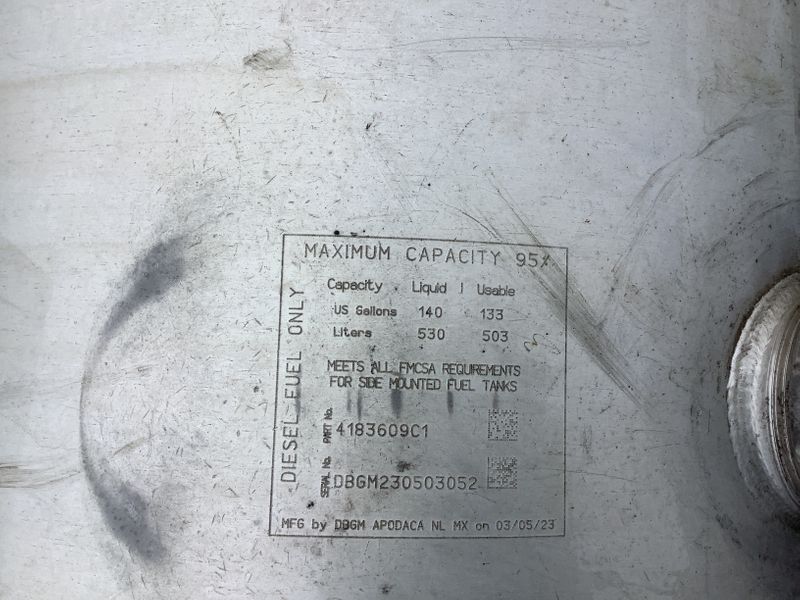 MAXIMUM CAPACITY 95%
DIESEL FUEL ONLY
Capacity Liquid | Usable
US Gallons 140 133
Liters 530 503
MEETS ALL FMCSA REQUIREMENTS
FOR SIDE MOUNTED FUEL TANKS
PART No. 4183609C1
SERIAL No. DBGM230503052
MFG by DBGM APODACA NL MX on 03/05/23